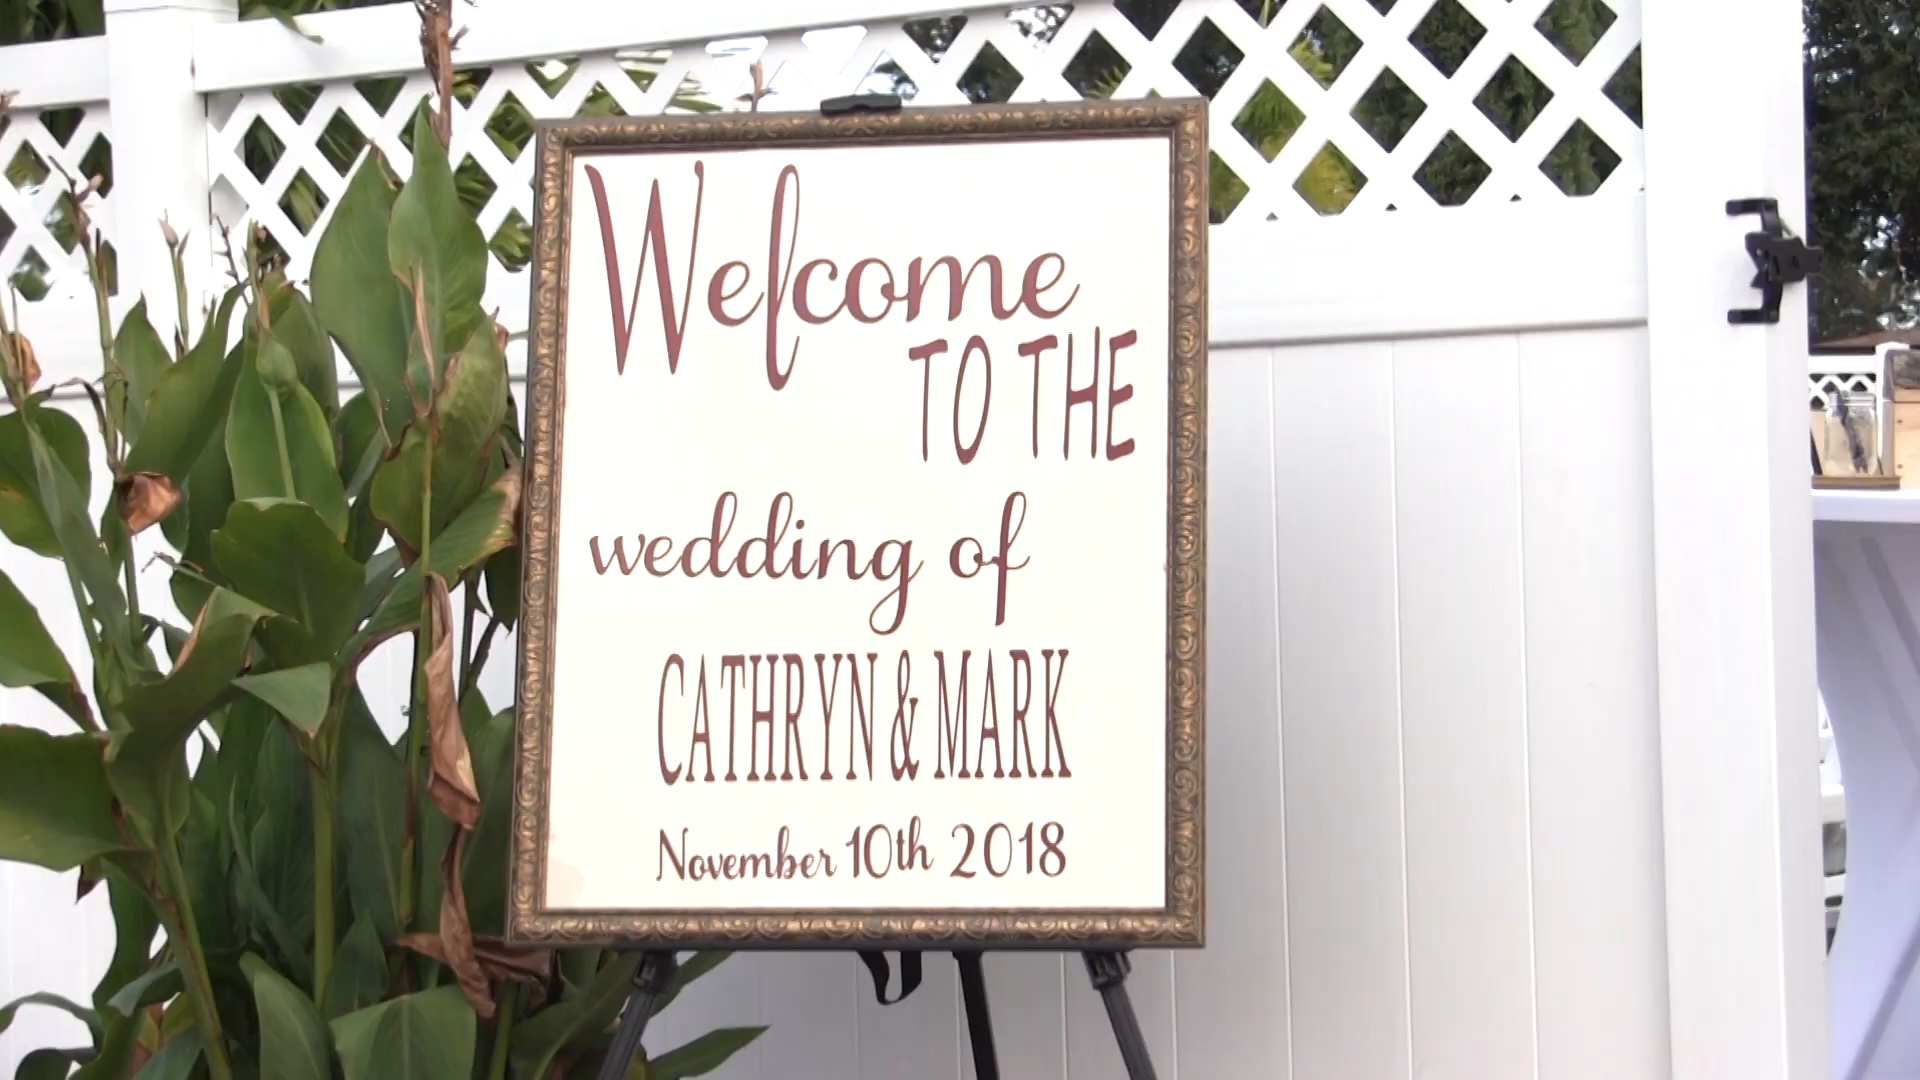 Welcome
TO THE
wedding of
CATHRYN & MARK
November 10th 2018